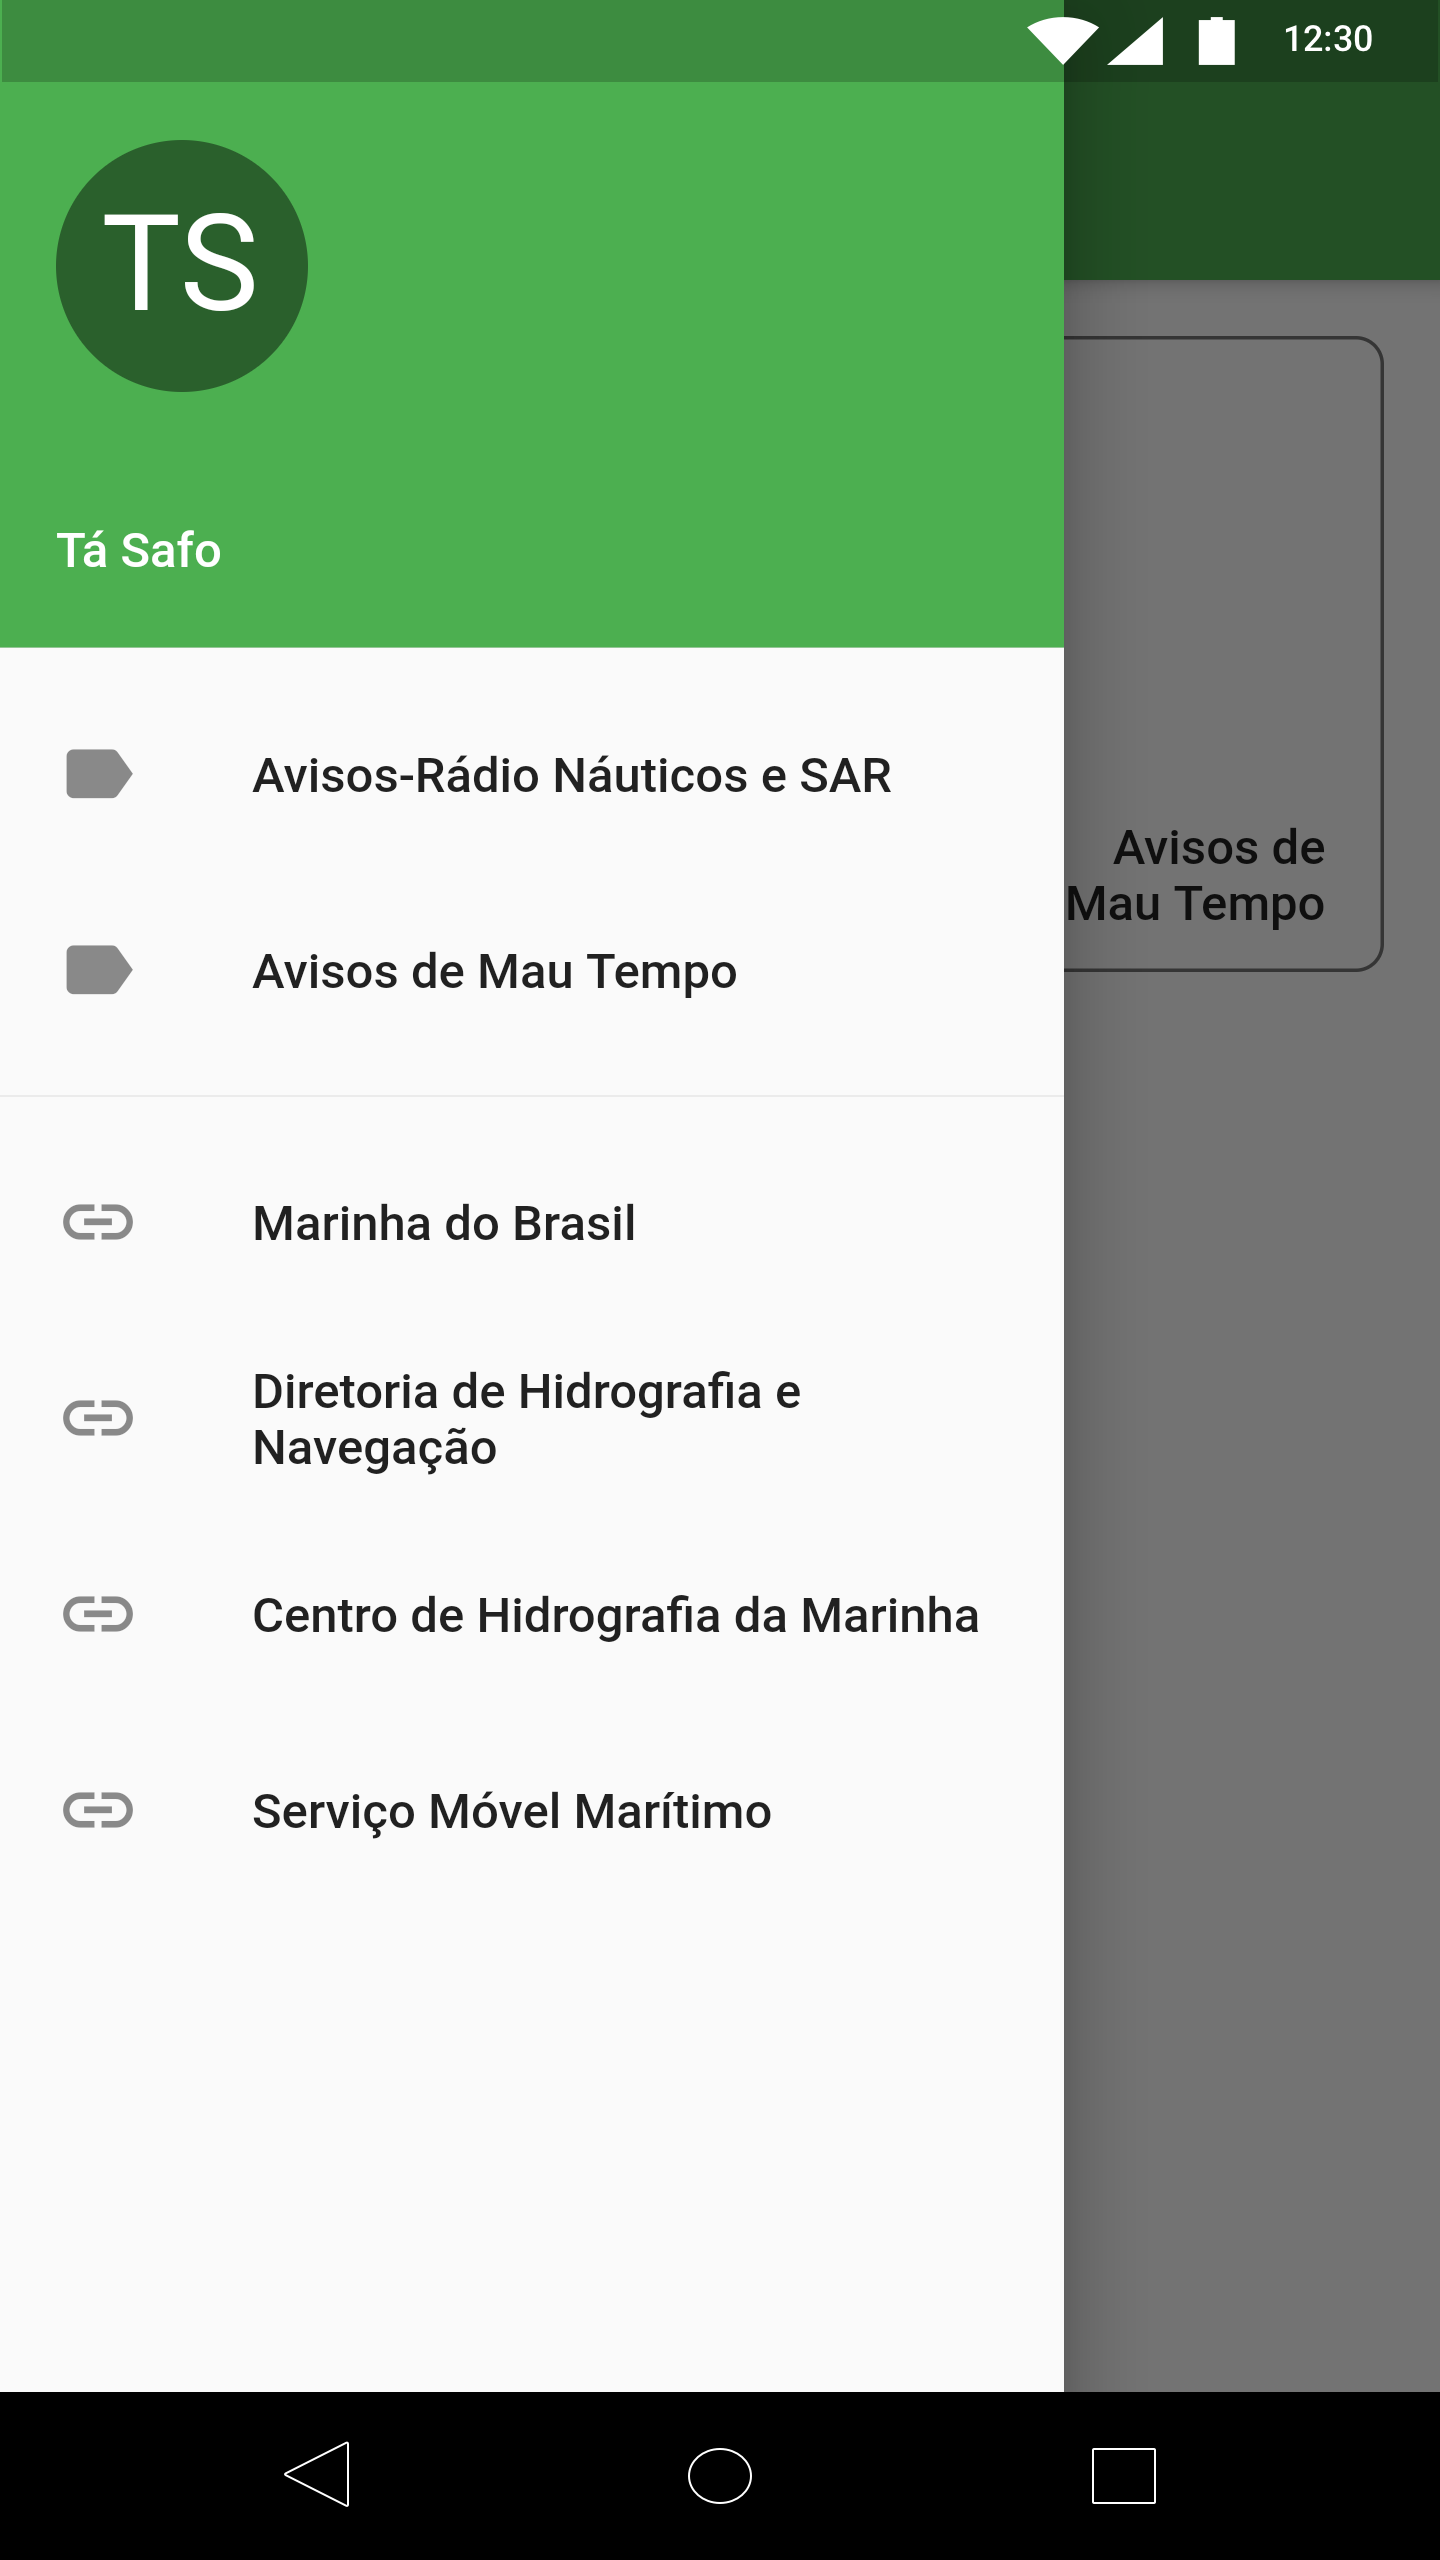 12:30
TS
Tá Safo
Avisos-Rádio Náuticos e SAR
Avisos de Mau Tempo
Marinha do Brasil
Diretoria de Hidrografia e
Navegação
Centro de Hidrografia da Marinha
Serviço Móvel Marítimo
Avisos de
Mau Tempo